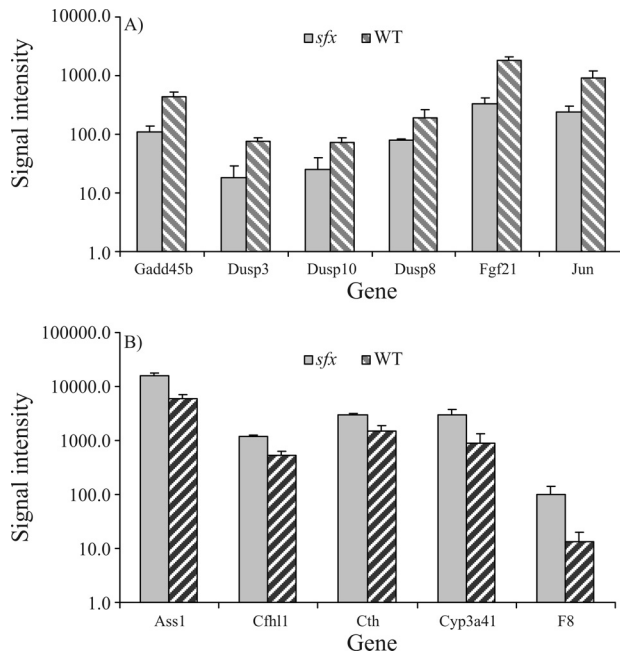 A)
sfx WT
Signal intensity
10000.0
1000.0
100.0
10.0
1.0
Gadd45b Dusp3 Dusp10 Dusp8 Fgf21 Jun
Gene
B)
sfx WT
Signal intensity
100000.0
10000.0
1000.0
100.0
10.0
1.0
Ass1 Cfhl1 Cth Cyp3a41 F8
Gene